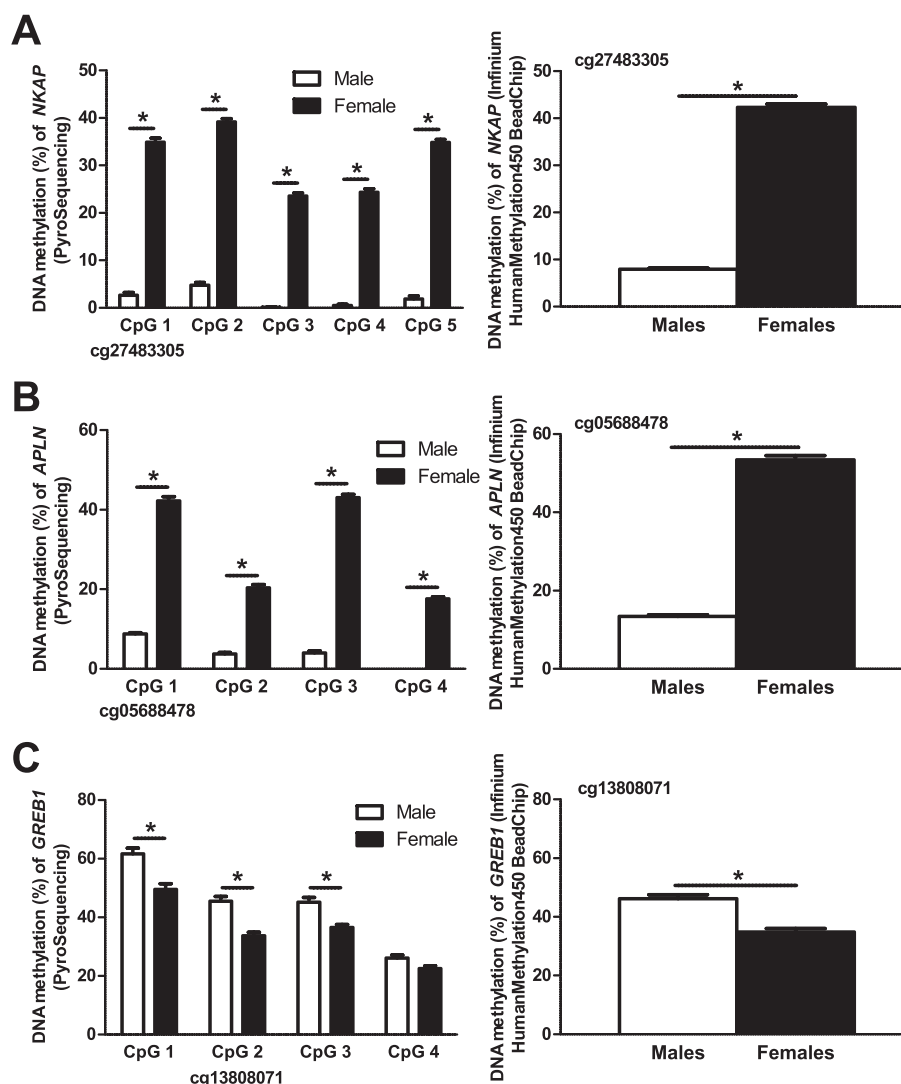 A
DNA methylation (%) of NKAP
(PyroSequencing)
50
40
30
20
10
0
Male
Female
*
*
*
*
*
CpG 1
CpG 2
CpG 3
CpG 4
CpG 5
cg27483305
cg27483305
DNA methylation (%) of NKAP (Infinium
HumanMethylation450 BeadChip)
50
40
30
20
10
0
*
Males
Females
B
DNA methylation (%) of APLN
(PyroSequencing)
60
40
20
0
Male
Female
*
*
*
*
CpG 1
CpG 2
CpG 3
CpG 4
cg05688478
cg05688478
DNA methylation (%) of APLN (Infinium
HumanMethylation450 BeadChip)
60
40
20
0
*
Males
Females
C
DNA methylation (%) of GREB1
(PyroSequencing)
80
60
40
20
0
Male
Female
*
*
*
CpG 1
CpG 2
CpG 3
CpG 4
cg13808071
cg13808071
DNA methylation (%) of GREB1 (Infinium
HumanMethylation450 BeadChip)
80
60
40
20
0
*
Males
Females